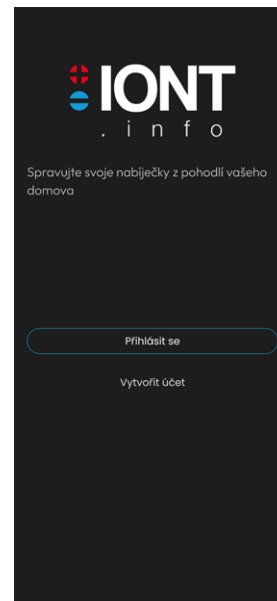 IONT
.info
Spravujte svoje nabíječky z pohodlí vašeho
domova
Přihlásit se
Vytvořit účet